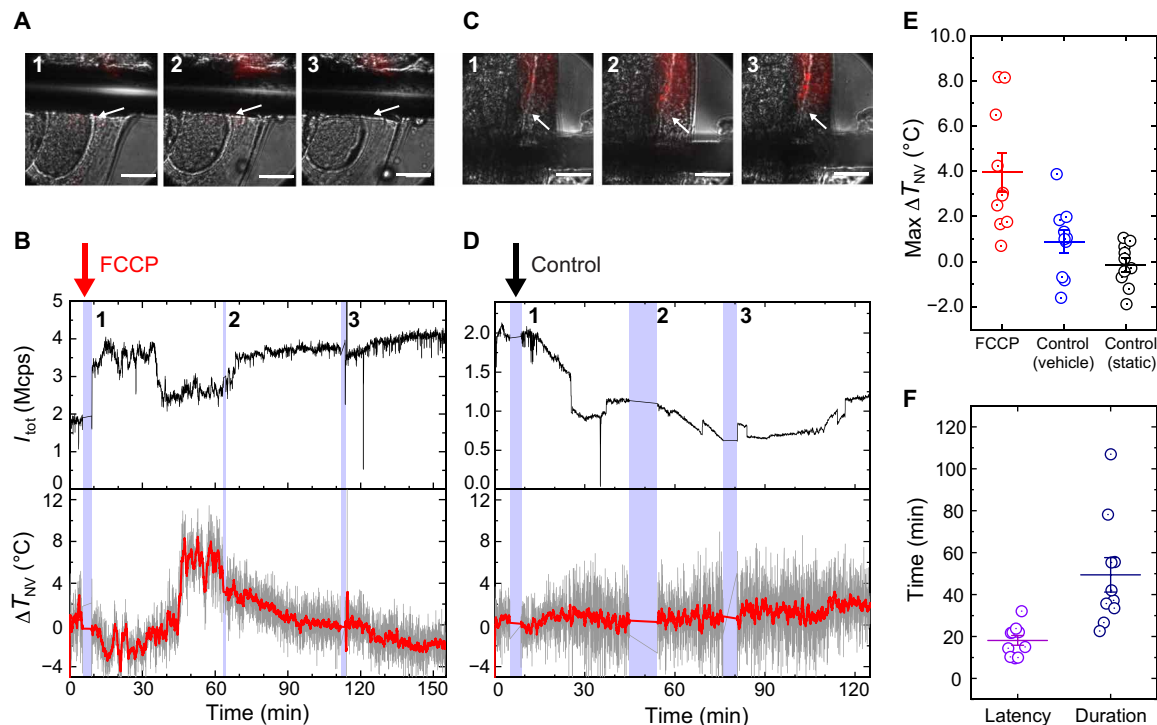 A
1
2
3
B
FCCP
1
2
3
I_tot (Mcps)
5
4
3
2
1
0
ΔT_NV (°C)
12
8
4
0
−4
0
30
60
90
120
150
Time (min)
C
1
2
3
D
Control
1
2
3
2.0
1.5
1.0
0.5
0.0
12
8
4
0
−4
0
30
60
90
120
Time (min)
E
Max ΔT_NV (°C)
10.0
8.0
6.0
4.0
2.0
0.0
−2.0
FCCP
Control
(vehicle)
Control
(static)
F
Time (min)
120
100
80
60
40
20
0
Latency
Duration